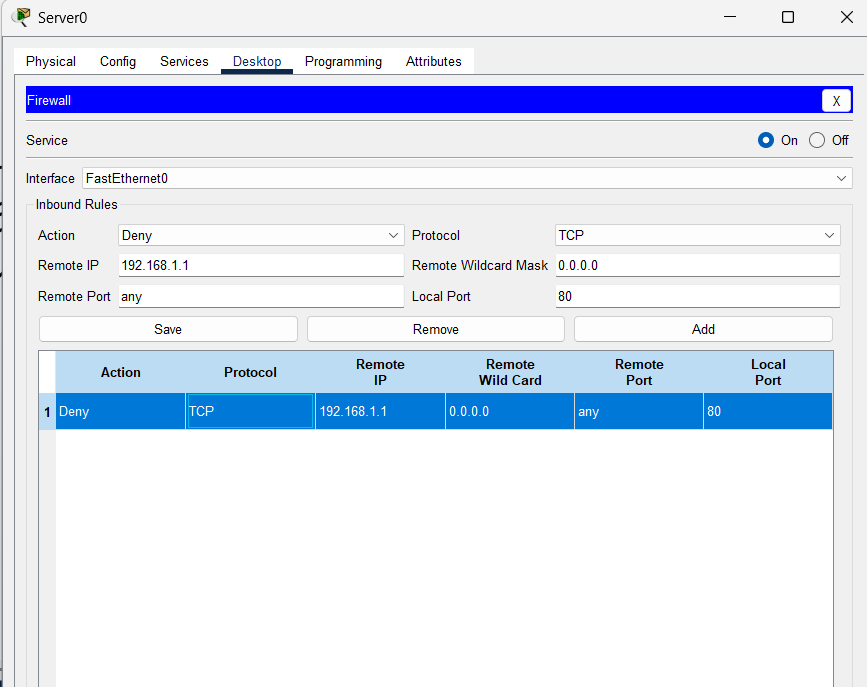 Server0
Physical Config Services Desktop Programming Attributes
Firewall X
Service On Off
Interface FastEthernet0
Inbound Rules
Action Deny Protocol TCP
Remote IP 192.168.1.1 Remote Wildcard Mask 0.0.0.0
Remote Port any Local Port 80
Save Remove Add
Action Protocol Remote IP Remote Wild Card Remote Port Local Port
1 Deny TCP 192.168.1.1 0.0.0.0 any 80